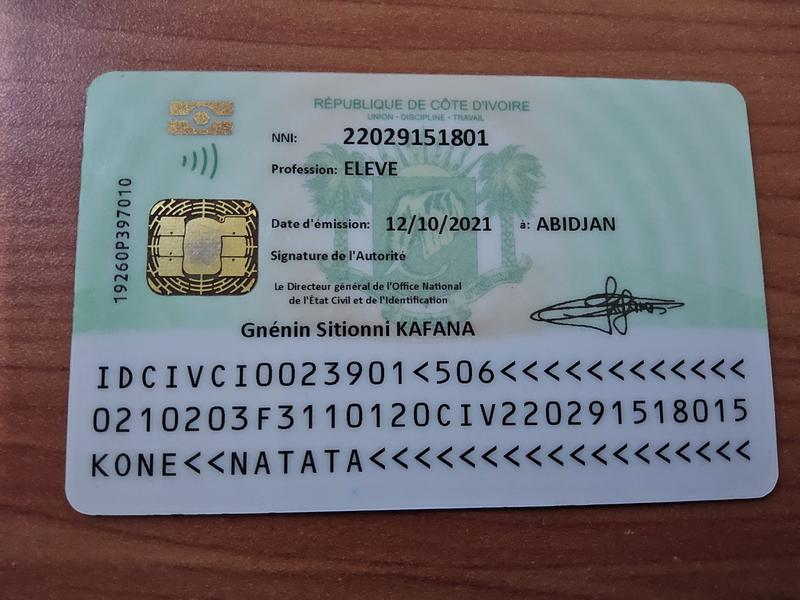 RÉPUBLIQUE DE CÔTE D'IVOIRE
UNION - DISCIPLINE - TRAVAIL
NNI: 22029151801
Profession: ELEVE
19260P397010
Date d'émission: 12/10/2021 à: ABIDJAN
Signature de l'Autorité
Le Directeur général de l'Office National
de l'État Civil et de l'Identification
Gnénin Sitionni KAFANA
IDCIVCI0023901<506<<<<<<<<<<<<
0210203F3110120CIV220291518015
KONE<<NATATA<<<<<<<<<<<<<<<<<<